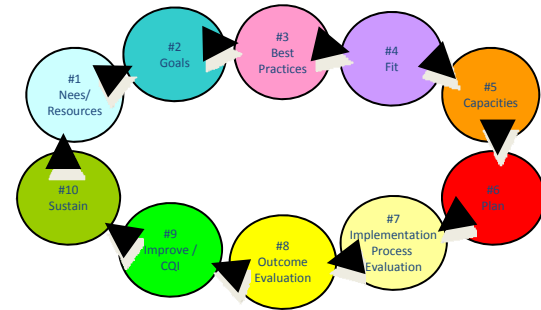 #1
Nees/
Resources
#2
Goals
#3
Best
Practices
#4
Fit
#5
Capacities
#6
Plan
#7
Implementation
Process
Evaluation
#8
Outcome
Evaluation
#9
Improve /
CQI
#10
Sustain